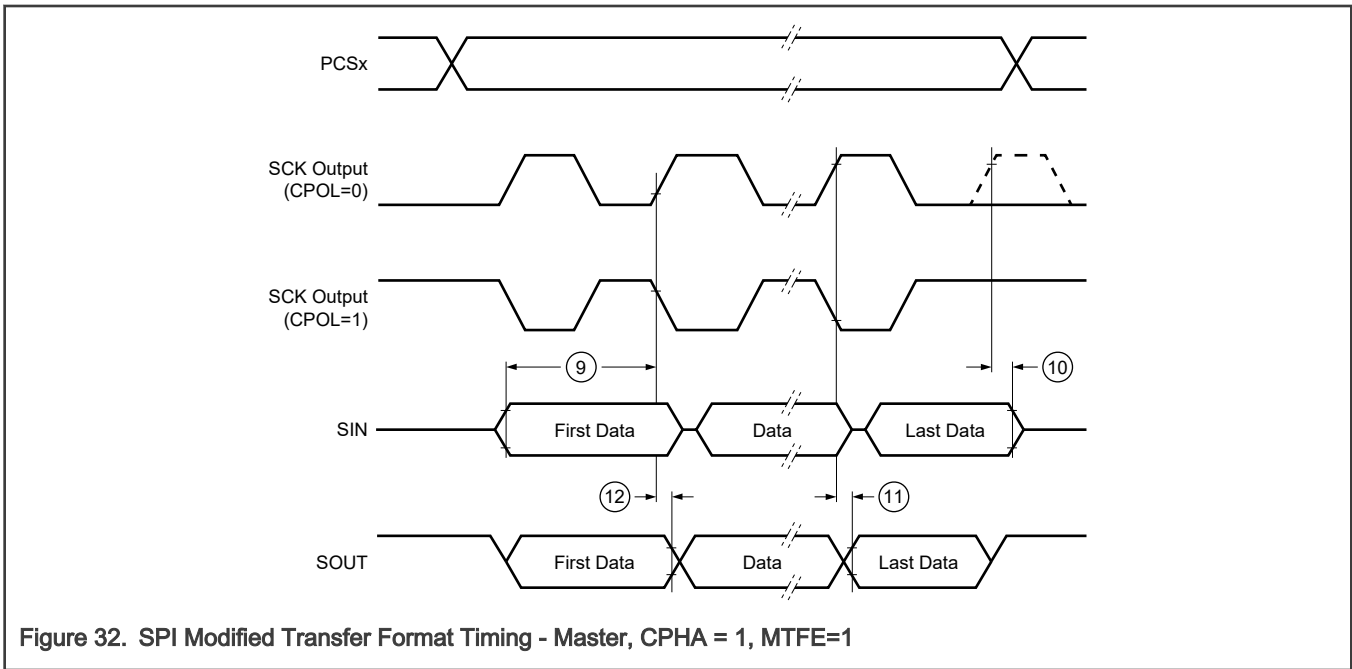 PCSx
SCK Output
(CPOL=0)
SCK Output
(CPOL=1)
9
10
SIN
First Data
Data
Last Data
12
11
SOUT
First Data
Data
Last Data
Figure 32. SPI Modified Transfer Format Timing - Master, CPHA = 1, MTFE=1